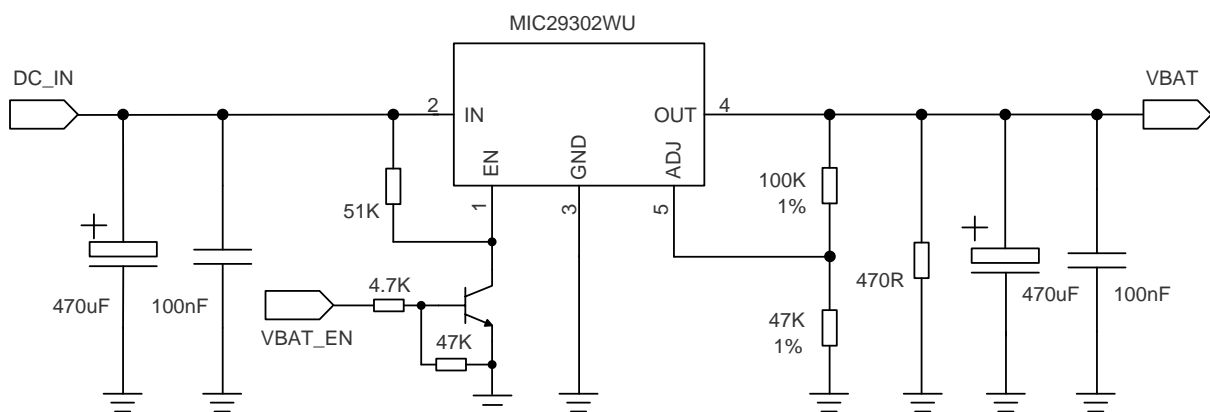 MIC29302WU
DC_IN
VBAT
2
IN
OUT
4
EN
GND
ADJ
1
3
5
51K
100K
1%
470uF
100nF
4.7K
VBAT_EN
47K
470R
47K
1%
470uF
100nF